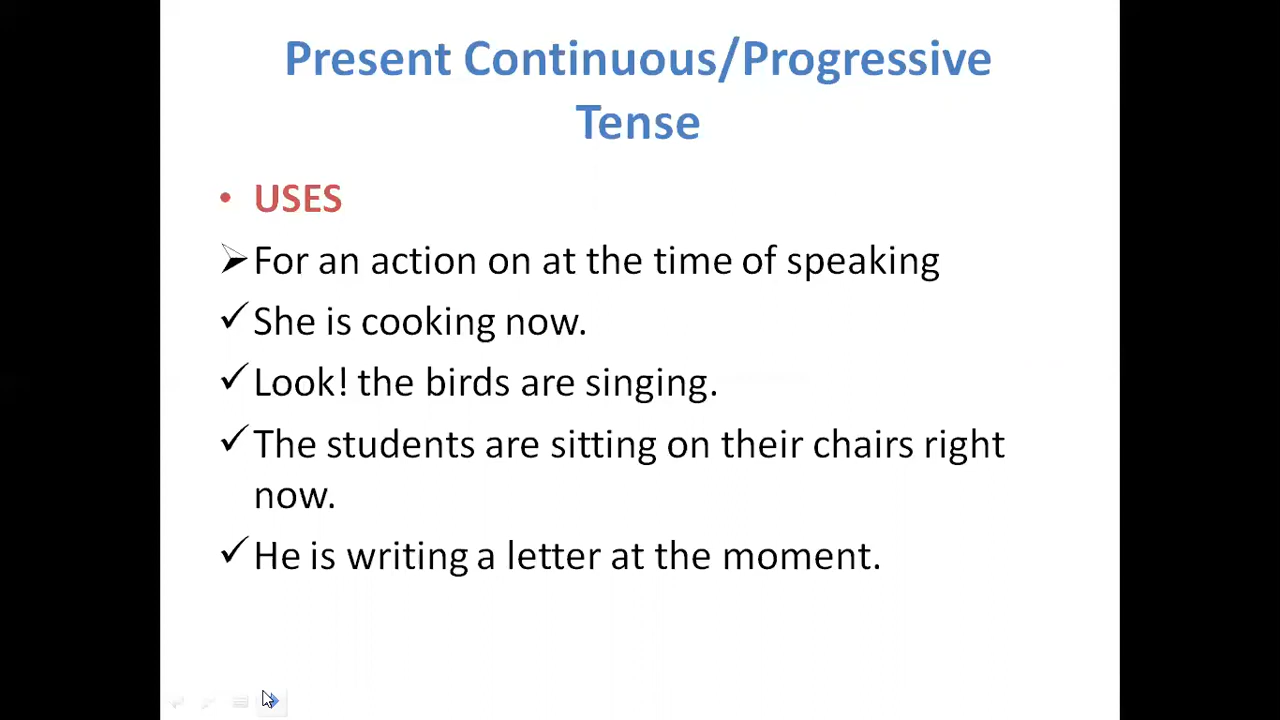 Present Continuous/Progressive
Tense
• USES
➢ For an action on at the time of speaking
✓ She is cooking now.
✓ Look! the birds are singing.
✓ The students are sitting on their chairs right
now.
✓ He is writing a letter at the moment.